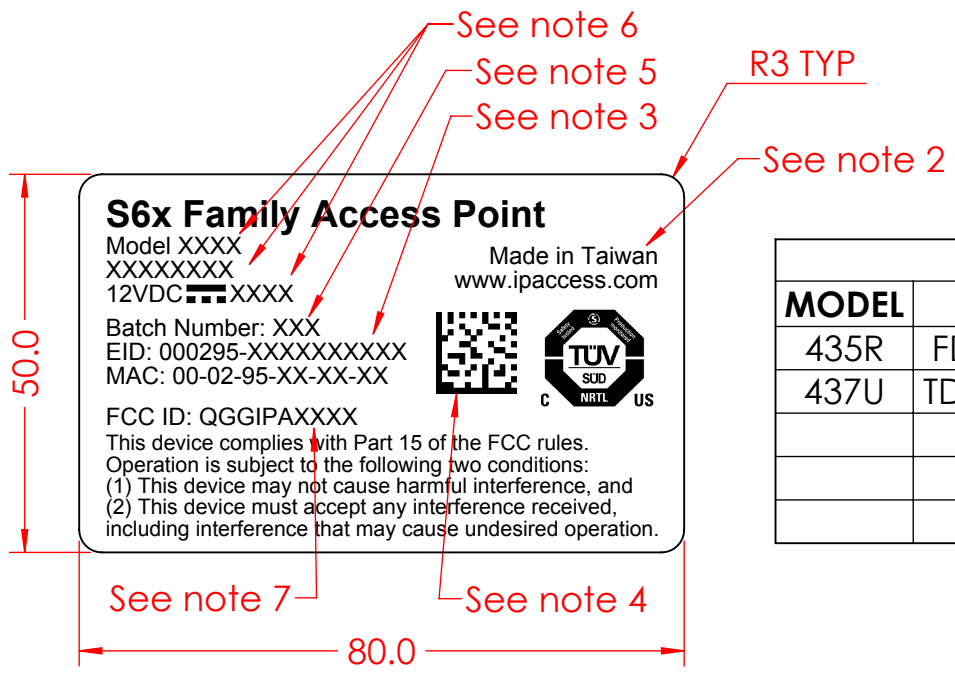 See note 6
See note 5
See note 3
R3 TYP
See note 2
S6x Family Access Point
Model XXXX
XXXXXXXX
12VDC XXXX
Made in Taiwan
www.ipaccess.com
Batch Number: XXX
EID: 000295-XXXXXXXXXX
MAC: 00-02-95-XX-XX-XX
TÜV
SÜD
NRTL
C US
FCC ID: QGGIPAXXXX
This device complies with Part 15 of the FCC rules.
Operation is subject to the following two conditions:
(1) This device may not cause harmful interference, and
(2) This device must accept any interference received,
including interference that may cause undesired operation.
See note 7
See note 4
50.0
80.0
MODEL
435R
437U